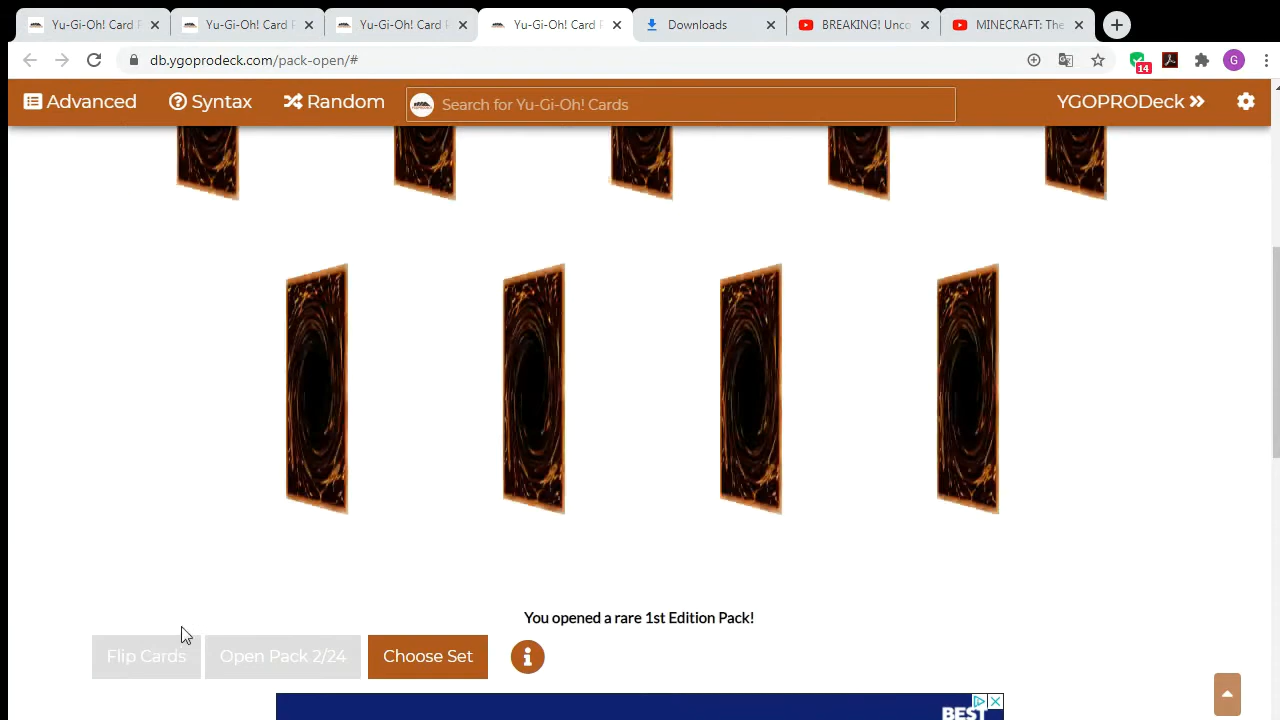 Yu-Gi-Oh! Card F
Yu-Gi-Oh! Card F
Yu-Gi-Oh! Card F
Yu-Gi-Oh! Card F
Downloads
BREAKING! Unco
MINECRAFT: The
db.ygoprodeck.com/pack-open/#
14
G
Advanced
Syntax
Random
Search for Yu-Gi-Oh! Cards
YGOPRODeck
You opened a rare 1st Edition Pack!
Flip Cards
Open Pack 2/24
Choose Set
BEST